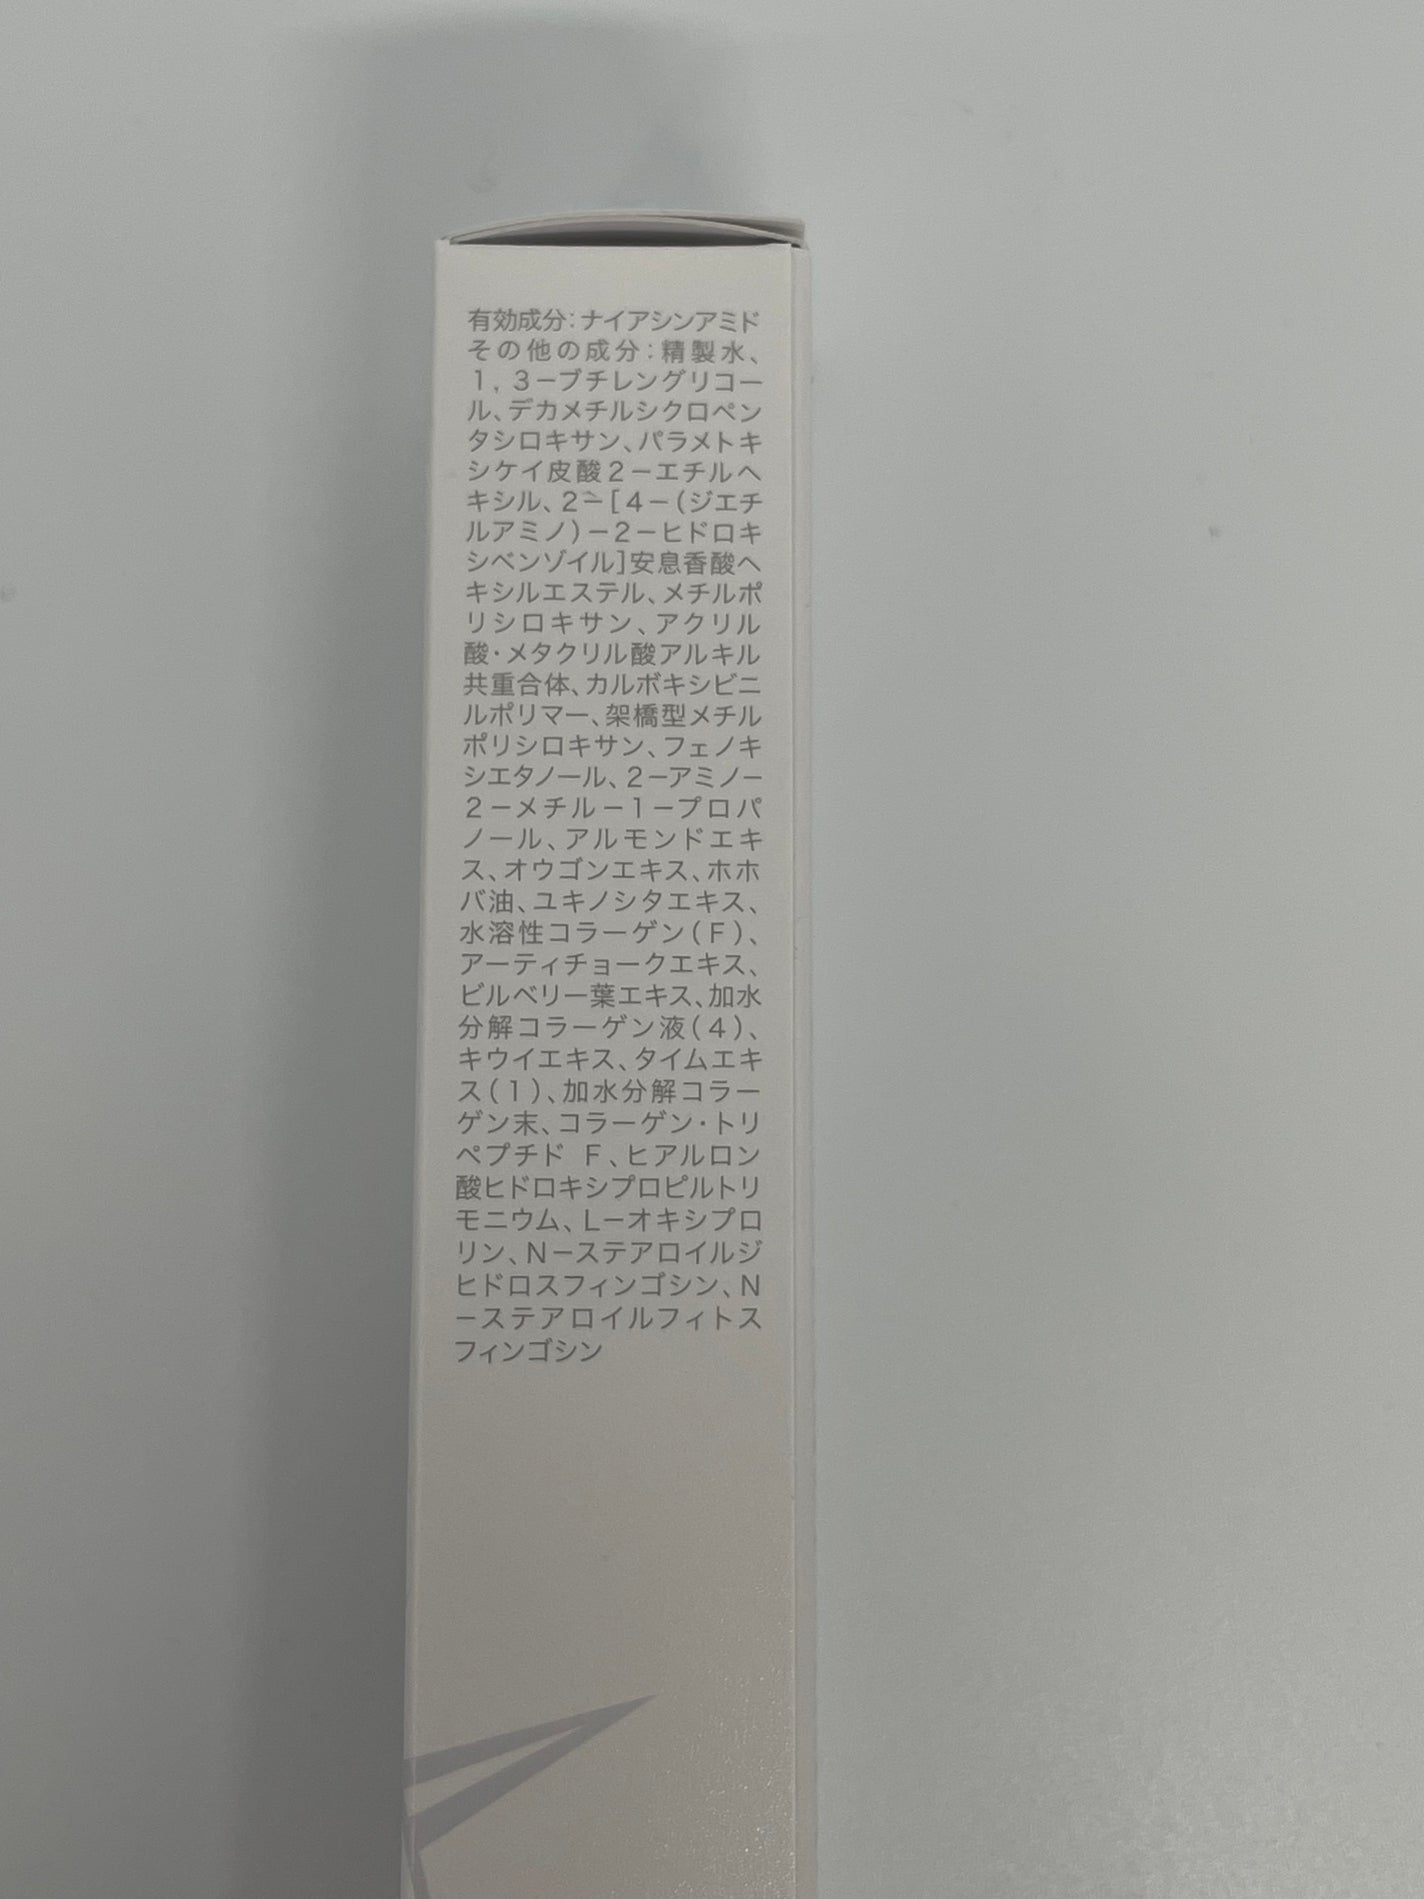 有効成分：ナイアシンアミド
その他の成分：精製水、
1，3－ブチレングリコー
ル、デカメチルシクロペン
タシロキサン、パラメトキ
シケイ皮酸2－エチルヘ
キシル、2－［4－（ジエチ
ルアミノ）－2－ヒドロキ
シベンゾイル］安息香酸ヘ
キシルエステル、メチルポ
リシロキサン、アクリル
酸・メタクリル酸アルキル
共重合体、カルボキシビニ
ルポリマー、架橋型メチル
ポリシロキサン、フェノキ
シエタノール、2－アミノ－
2－メチル－1－プロパ
ノール、アルモンドエキ
ス、オウゴンエキス、ホホ
バ油、ユキノシタエキス、
水溶性コラーゲン（F）、
アーティチョークエキス、
ビルベリー葉エキス、加水
分解コラーゲン液（4）、
キウイエキス、タイムエキ
ス（1）、加水分解コラー
ゲン末、コラーゲン・トリ
ペプチド F、ヒアルロン
酸ヒドロキシプロピルトリ
モニウム、L－オキシプロ
リン、N－ステアロイルジ
ヒドロスフィンゴシン、N
－ステアロイルフィトス
フィンゴシン